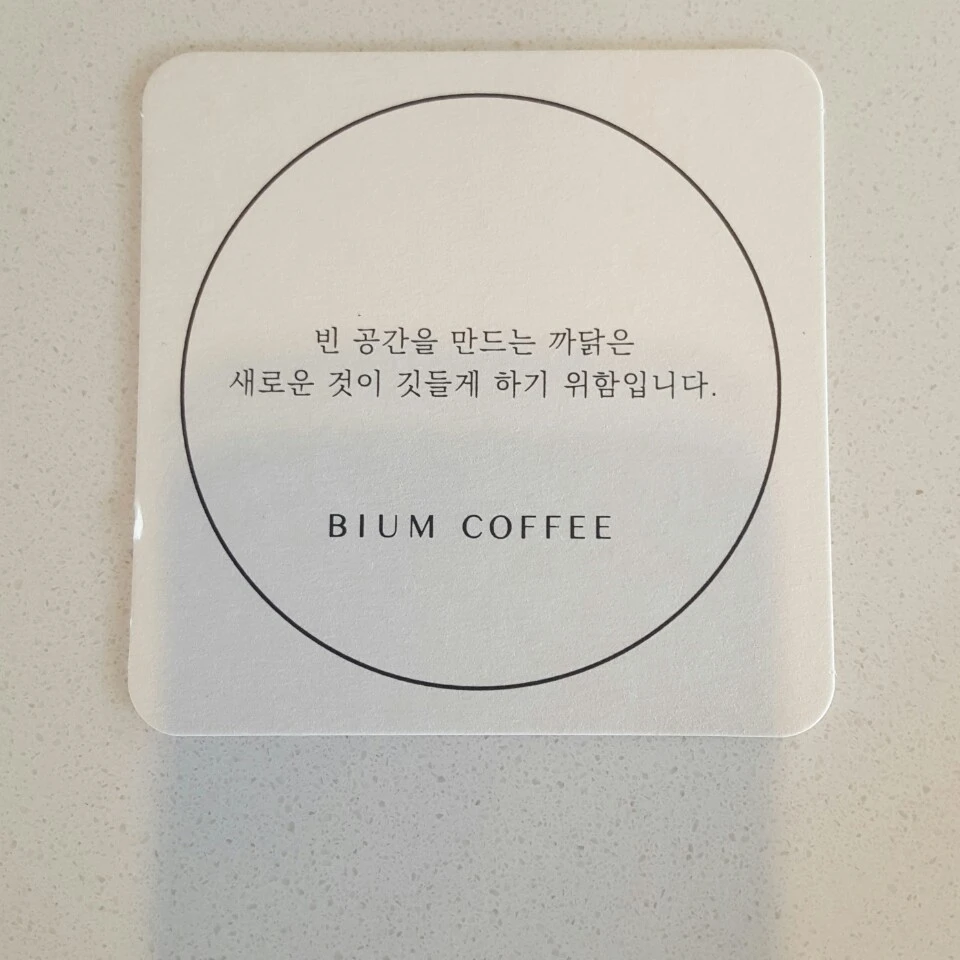 빈 공간을 만드는 까닭은
새로운 것이 깃들게 하기 위함입니다.
BIUM COFFEE